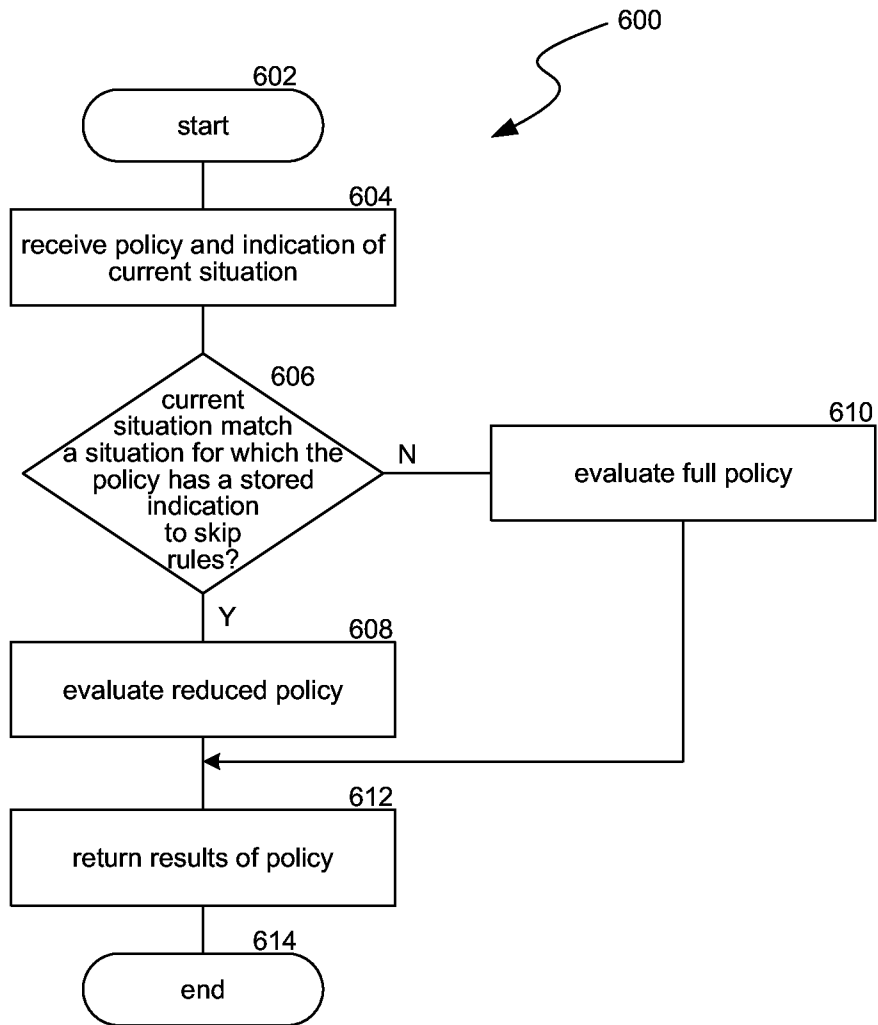 600
602
start
604
receive policy and indication of
current situation
606
current
situation match
a situation for which the
policy has a stored
indication
to skip
rules?
N
610
evaluate full policy
Y
608
evaluate reduced policy
612
return results of policy
614
end